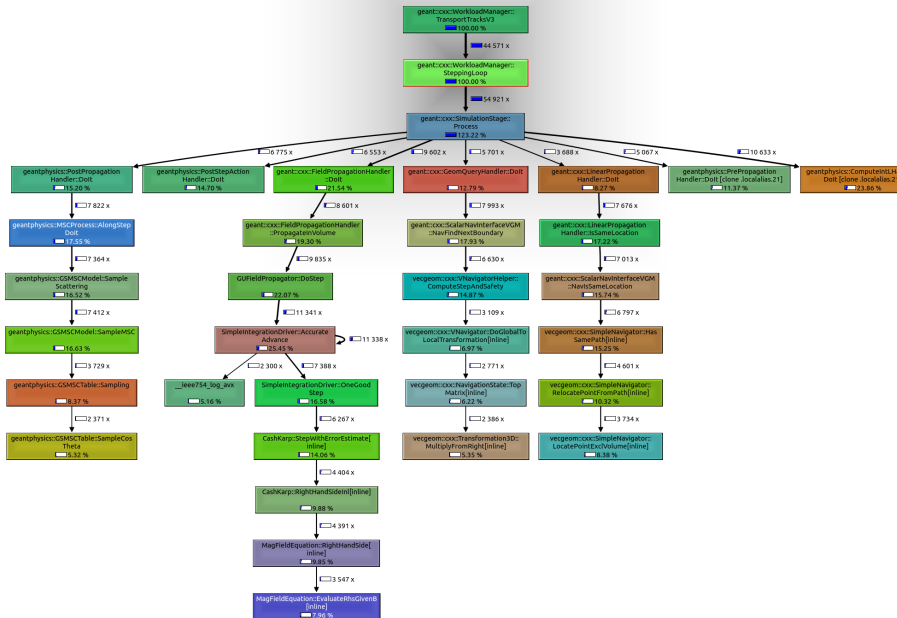 geant::cxx::WorkloadManager::
TransportTracksV3
100.00 %
44 571 x
geant::cxx::WorkloadManager::
SteppingLoop
100.00 %
54 921 x
geant::cxx::SimulationStage::
Process
123.22 %
6 775 x
6 553 x
9 602 x
5 701 x
3 688 x
5 067 x
10 633 x
geantphysics::PostPropagation
Handler::DoIt
15.20 %
geantphysics::PostStepAction
Handler::DoIt
14.70 %
geant::cxx::FieldPropagationHandler
::DoIt
21.54 %
geant::cxx::GeomQueryHandler::DoIt
12.79 %
geant::cxx::LinearPropagation
Handler::DoIt
8.27 %
geantphysics::PrePropagation
Handler::DoIt [clone .localalias.21]
11.37 %
geantphysics::ComputeIntLHa
DoIt [clone .localalias.2
23.86 %
7 822 x
8 601 x
7 993 x
7 676 x
geantphysics::MSCProcess::AlongStep
DoIt
17.55 %
geant::cxx::FieldPropagationHandler
::PropagateInVolume
19.30 %
geant::cxx::ScalarNavInterfaceVGM
::NavFindNextBoundary
17.93 %
geant::cxx::LinearPropagation
Handler::IsSameLocation
17.22 %
7 364 x
9 835 x
6 630 x
7 013 x
geantphysics::GSMSCModel::Sample
Scattering
16.52 %
GUFieldPropagator::DoStep
22.07 %
vecgeom::cxx::VNavigatorHelper::
ComputeStepAndSafety
14.87 %
geant::cxx::ScalarNavInterfaceVGM
::NavIsSameLocation
15.74 %
7 412 x
11 341 x
3 109 x
6 797 x
geantphysics::GSMSCModel::SampleMSC
16.63 %
SimpleIntegrationDriver::Accurate
Advance
25.45 %
11 338 x
vecgeom::cxx::VNavigator::DoGlobalTo
LocalTransformation[inline]
6.97 %
vecgeom::cxx::SimpleNavigator::Has
SamePath[inline]
15.25 %
3 729 x
2 300 x
7 388 x
2 771 x
4 601 x
geantphysics::GSMSCTable::Sampling
8.37 %
__ieee754_log_avx
5.16 %
SimpleIntegrationDriver::OneGood
Step
16.58 %
vecgeom::cxx::NavigationState::Top
Matrix[inline]
6.22 %
vecgeom::cxx::SimpleNavigator::
RelocatePointFromPath[inline]
10.32 %
2 371 x
6 267 x
2 386 x
3 734 x
geantphysics::GSMSCTable::SampleCos
Theta
5.32 %
CashKarp::StepWithErrorEstimate[
inline]
14.06 %
vecgeom::cxx::Transformation3D::
MultiplyFromRight[inline]
5.35 %
vecgeom::cxx::SimpleNavigator::
LocatePointExclVolume[inline]
8.38 %
4 404 x
CashKarp::RightHandSideInl[inline]
9.88 %
4 391 x
MagFieldEquation::RightHandSide[
inline]
9.85 %
3 547 x
MagFieldEquation::EvaluateRhsGivenB
[inline]
7.96 %